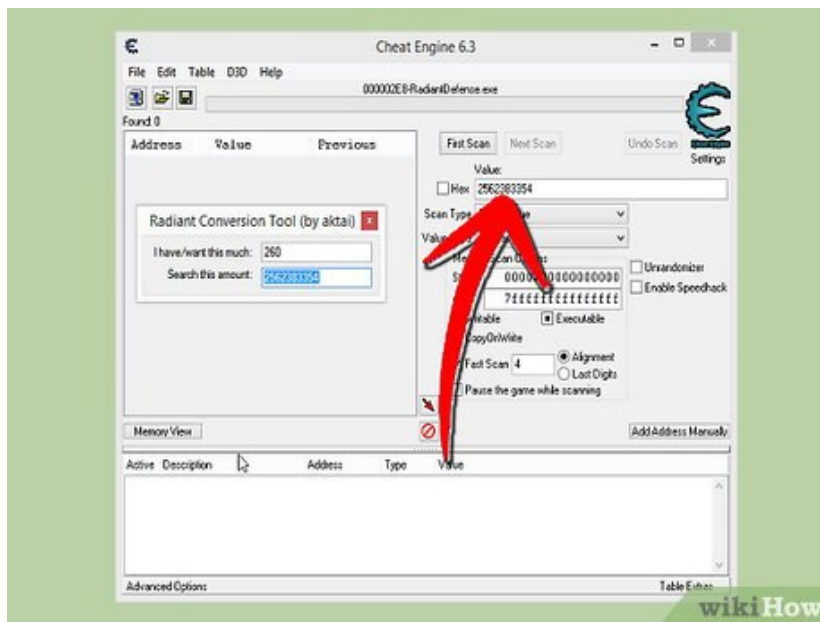 Cheat Engine 6.3
File Edit Table D3D Help
000002E8-RadiantDefense.exe
Found: 0
Address Value Previous
First Scan Next Scan Undo Scan
Settings
Value:
Hex 2562383354
Scan Type
Radiant Conversion Tool (by aktai)
I have/want this much: 260
Search this amount: 2562383354
Unrandomizer
Enable Speedhack
7fffffffffffffff
Executable
CopyOnWrite
Fast Scan 4 Alignment
Last Digits
Pause the game while scanning
Memory View
Add Address Manually
Active Description Address Type Value
Advanced Options
Table Extras
wikiHow